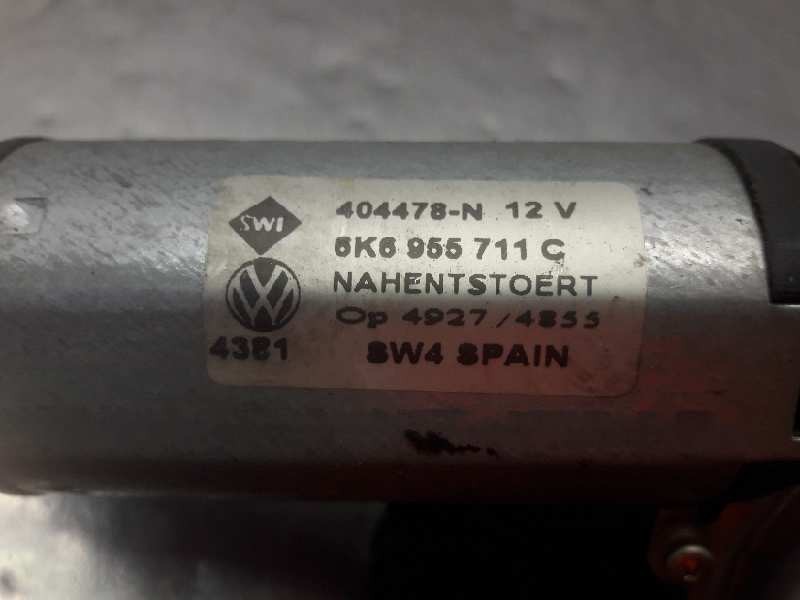 SWI
404478-N 12 V
5K6 955 711 C
NAHENTSTOERT
Op 4927/4855
4381
SW4 SPAIN